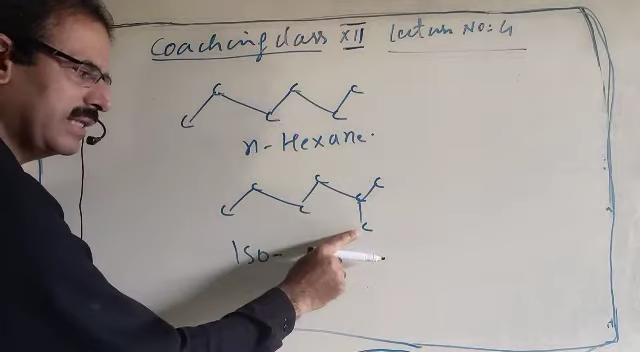 Coaching class XII Lecture No: 4
C C C
C C C
n-Hexane.
C C C
C C C
C
Iso-